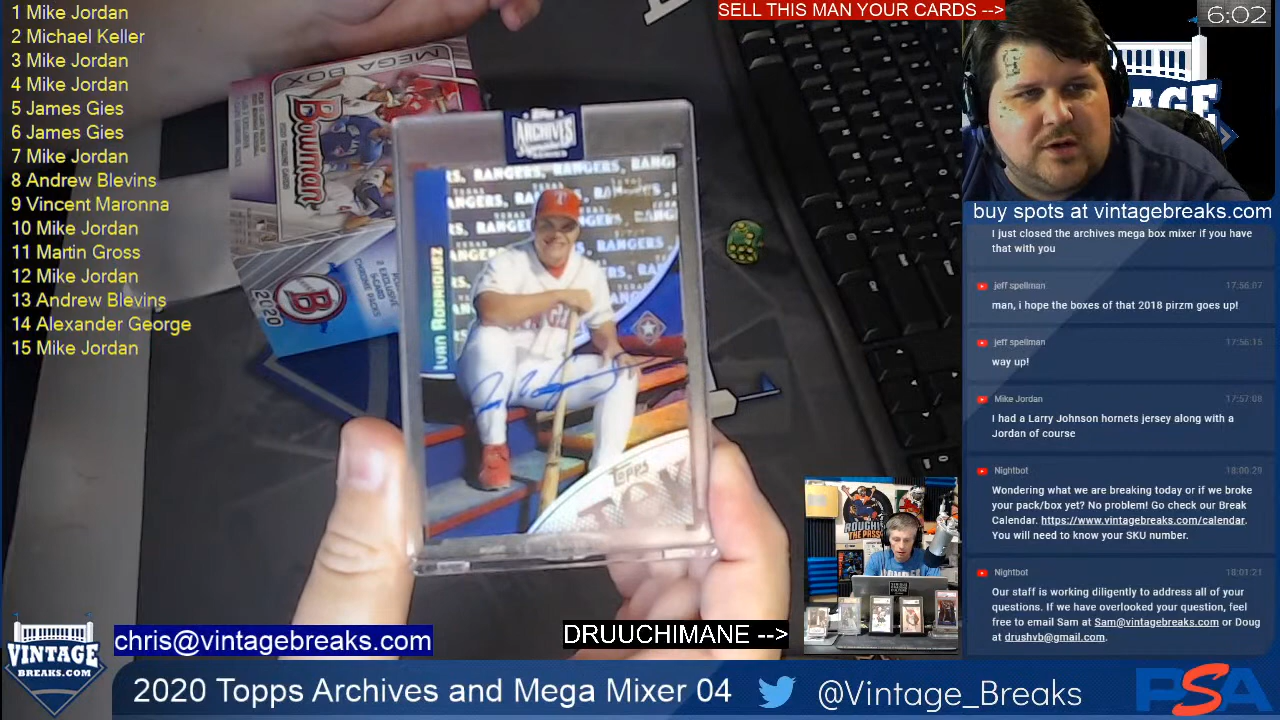 1 Mike Jordan
2 Michael Keller
3 Mike Jordan
4 Mike Jordan
5 James Gies
6 James Gies
7 Mike Jordan
8 Andrew Blevins
9 Vincent Maronna
10 Mike Jordan
11 Martin Gross
12 Mike Jordan
13 Andrew Blevins
14 Alexander George
15 Mike Jordan
SELL THIS MAN YOUR CARDS -->
6:02
MEGA BOX
Bowman
2020
B
TOPPS
ARCHIVES
RS. RANGERS. RANGERS. RANG
Ivan Rodriguez
Topps
buy spots at vintagebreaks.com
I just closed the archives mega box mixer if you have
that with you
jeff spellman 17:56:07
man, i hope the boxes of that 2018 pirzm goes up!
jeff spellman 17:56:15
way up!
Mike Jordan 17:57:08
I had a Larry Johnson hornets jersey along with a
Jordan of course
Nightbot 18:00:29
Wondering what we are breaking today or if we broke
your pack/box yet? No problem! Go check our Break
Calendar. https://www.vintagebreaks.com/calendar.
You will need to know your SKU number.
Nightbot 18:01:21
Our staff is working diligently to address all of your
questions. If we have overlooked your question, feel
free to email Sam at Sam@vintagebreaks.com or Doug
at drushvb@gmail.com.
ROUGHING
THE PASS
VINTAGE
BREAKS.COM
chris@vintagebreaks.com
DRUUCHIMANE -->
2020 Topps Archives and Mega Mixer 04
@Vintage_Breaks
PSA